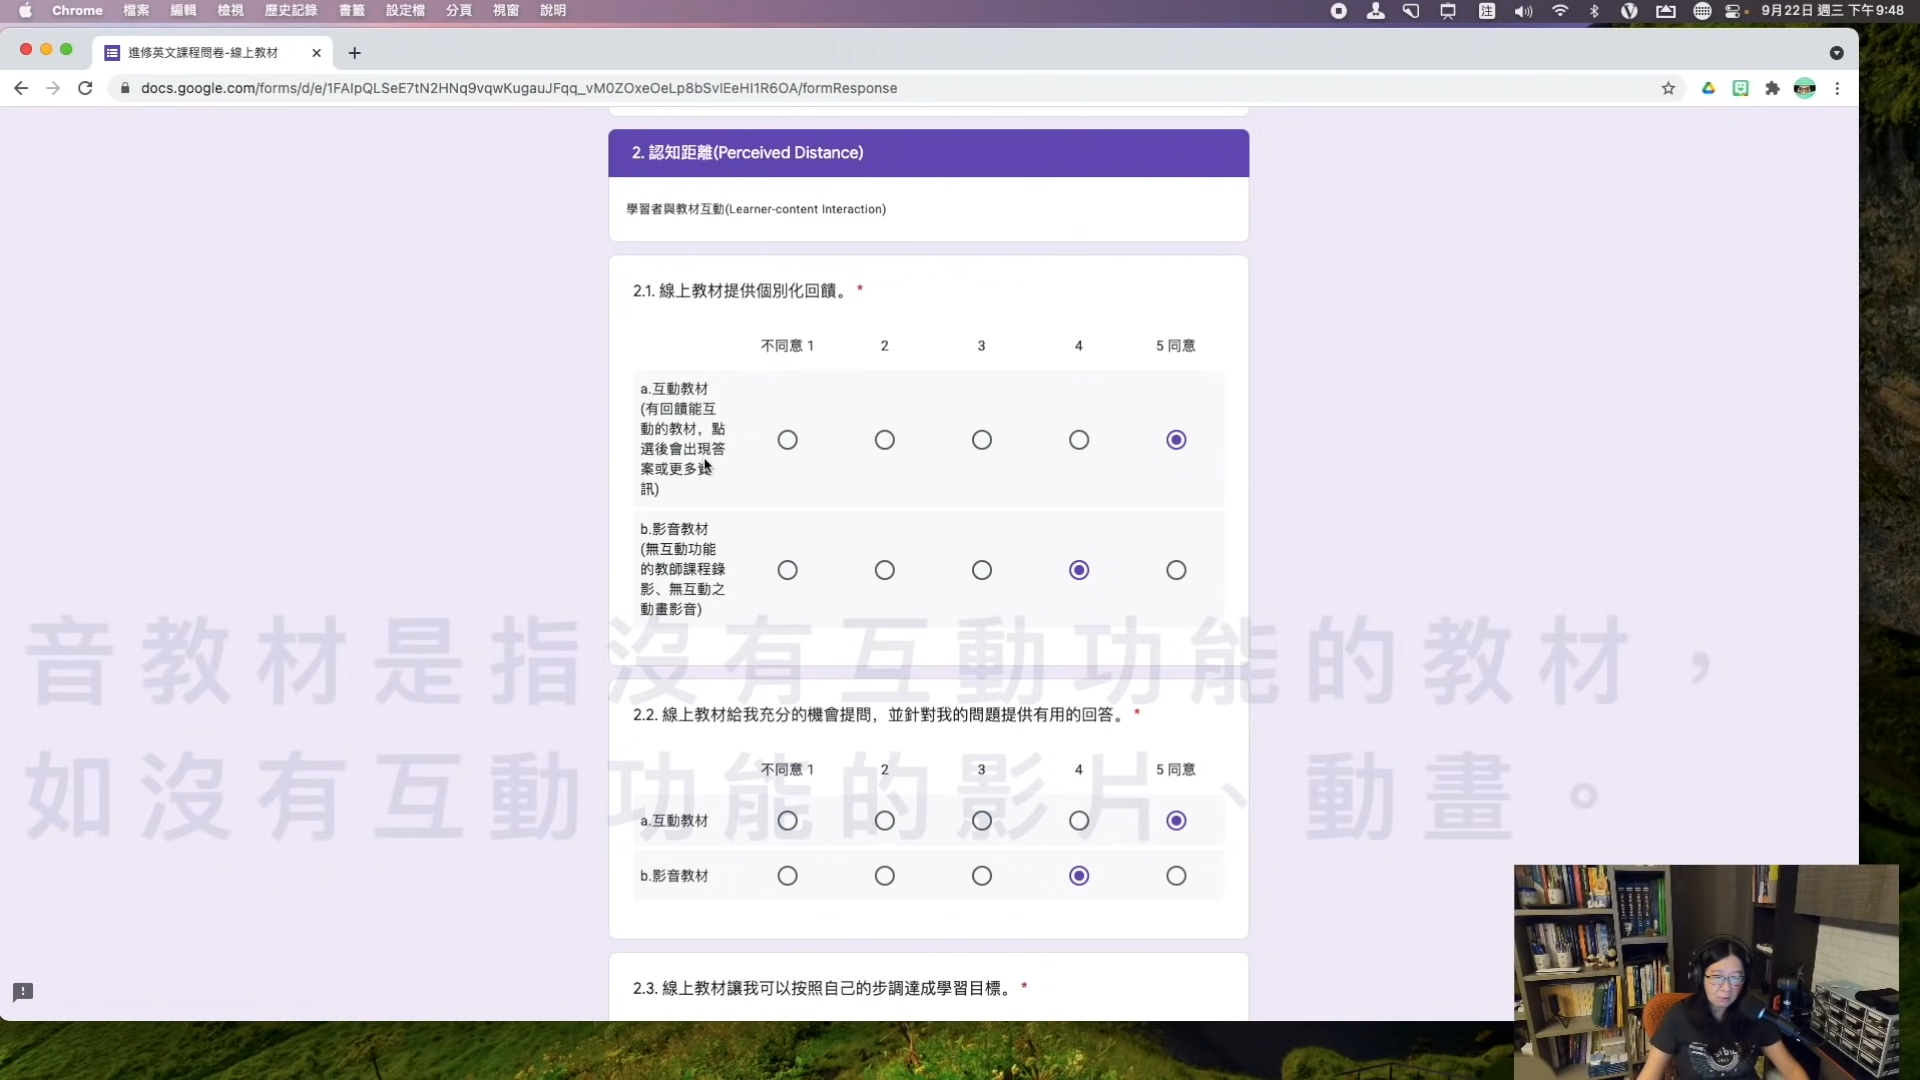 Chrome 檔案 編輯 檢視 歷史記錄 書籤 設定檔 分頁 視窗 說明 注 9月22日 週三 下午9:48
進修英文課程問卷-線上教材
docs.google.com/forms/d/e/1FAIpQLSeE7tN2HNq9vqwKugauJFqq_vM0ZOxeOeLp8bSvIEeHI1R6OA/formResponse
2. 認知距離(Perceived Distance)
學習者與教材互動(Learner-content Interaction)
2.1. 線上教材提供個別化回饋。 *
不同意 1 2 3 4 5 同意
a.互動教材
(有回饋能互
動的教材，點
選後會出現答
案或更多資
訊)
b.影音教材
(無互動功能
的教師課程錄
影、無互動之
動畫影音)
音教材是指沒有互動功能的教材，
2.2. 線上教材給我充分的機會提問，並針對我的問題提供有用的回答。 *
如沒有互動功能的影片、動畫。
不同意 1 2 3 4 5 同意
a.互動教材
b.影音教材
2.3. 線上教材讓我可以按照自己的步調達成學習目標。 *